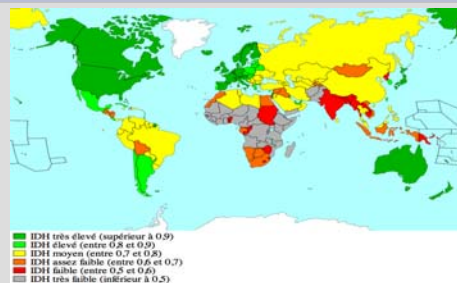 IDH très élevé (supérieur à 0,9)
IDH élevé (entre 0,8 et 0,9)
IDH moyen (entre 0,7 et 0,8)
IDH assez faible (entre 0,6 et 0,7)
IDH faible (entre 0,5 et 0,6)
IDH très faible (inférieur à 0,5)